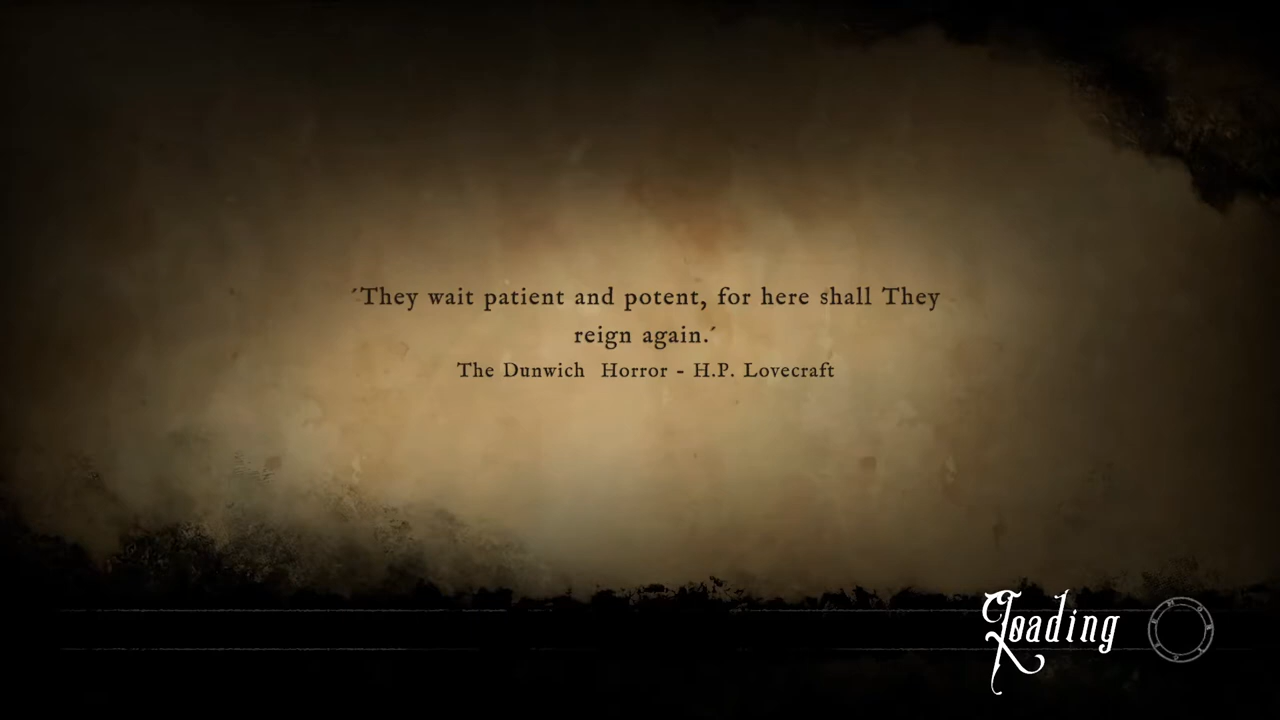 ´They wait patient and potent, for here shall They
reign again.´
The Dunwich Horror - H.P. Lovecraft
Loading